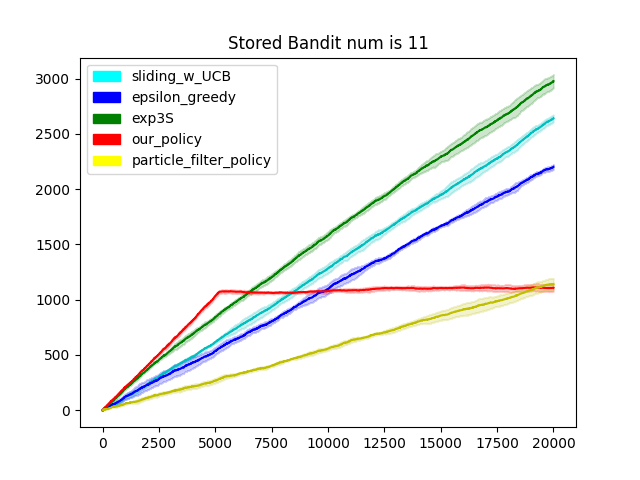 Stored Bandit num is 11
sliding_w_UCB
epsilon_greedy
exp3S
our_policy
particle_filter_policy
3000
2500
2000
1500
1000
500
0
0 2500 5000 7500 10000 12500 15000 17500 20000